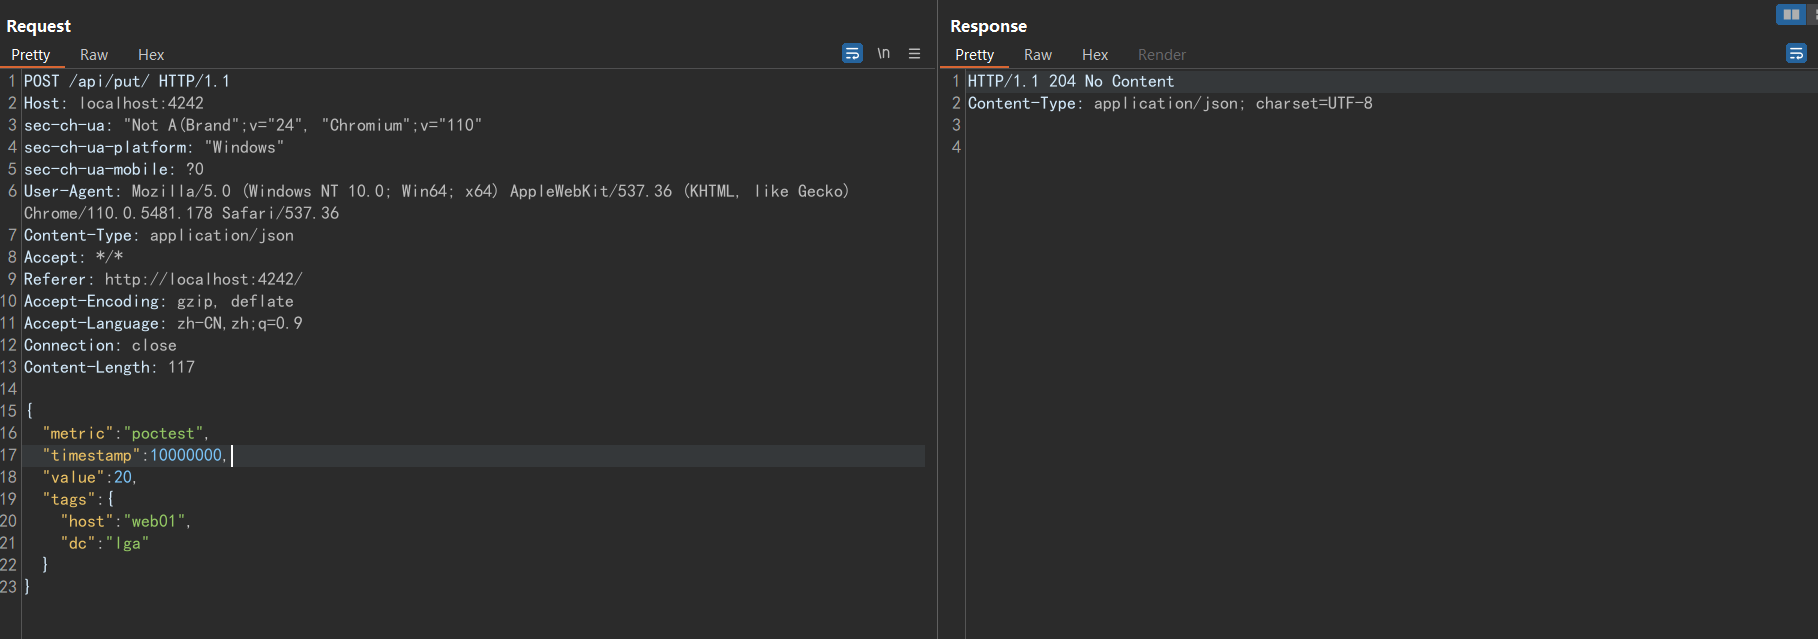 Request
Pretty Raw Hex
\n
1 POST /api/put/ HTTP/1.1
2 Host: localhost:4242
3 sec-ch-ua: "Not A(Brand";v="24", "Chromium";v="110"
4 sec-ch-ua-platform: "Windows"
5 sec-ch-ua-mobile: ?0
6 User-Agent: Mozilla/5.0 (Windows NT 10.0; Win64; x64) AppleWebKit/537.36 (KHTML, like Gecko)
Chrome/110.0.5481.178 Safari/537.36
7 Content-Type: application/json
8 Accept: */*
9 Referer: http://localhost:4242/
10 Accept-Encoding: gzip, deflate
11 Accept-Language: zh-CN,zh;q=0.9
12 Connection: close
13 Content-Length: 117
14
15 {
16 "metric":"poctest",
17 "timestamp":10000000,
18 "value":20,
19 "tags":{
20 "host":"web01",
21 "dc":"lga"
22 }
23 }
Response
Pretty Raw Hex Render
1 HTTP/1.1 204 No Content
2 Content-Type: application/json; charset=UTF-8
3
4